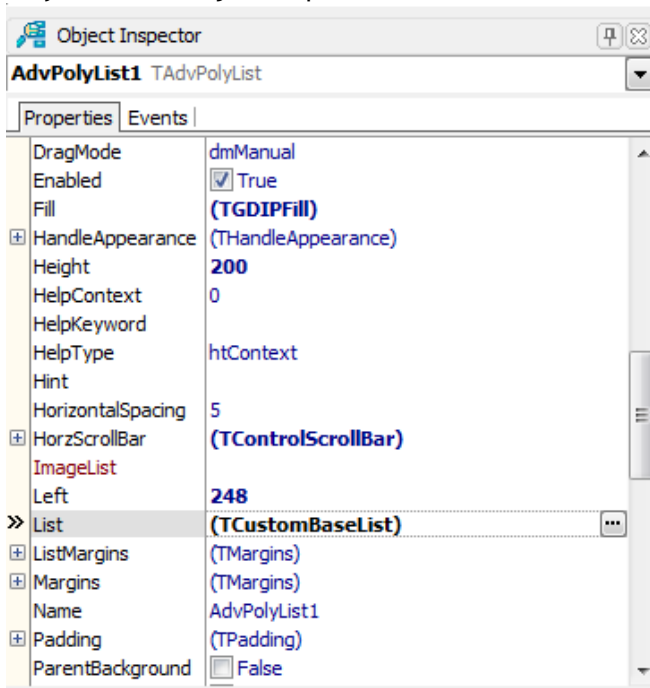 Object Inspector
AdvPolyList1 TAdvPolyList
Properties Events
DragMode dmManual
Enabled True
Fill (TGDIPFill)
HandleAppearance (THandleAppearance)
Height 200
HelpContext 0
HelpKeyword
HelpType htContext
Hint
HorizontalSpacing 5
HorzScrollBar (TControlScrollBar)
ImageList
Left 248
List (TCustomBaseList)
ListMargins (TMargins)
Margins (TMargins)
Name AdvPolyList1
Padding (TPadding)
ParentBackground False